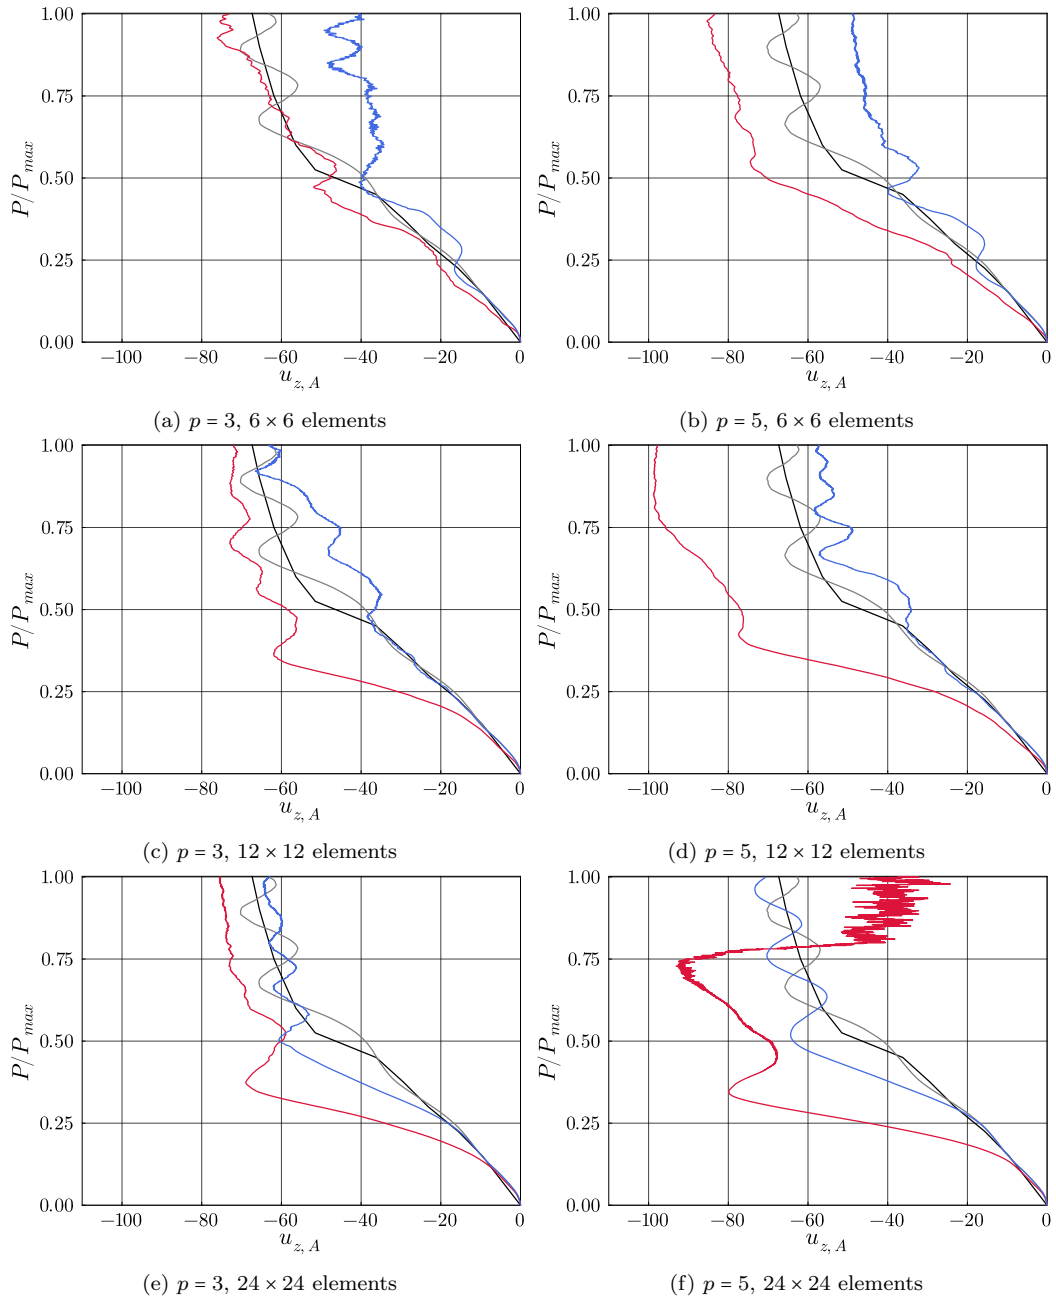 1.00 1.00
0.75 0.75
P/P_max P/P_max
0.50 0.50
0.25 0.25
0.00 0.00
−100 −80 −60 −40 −20 0 −100 −80 −60 −40 −20 0
u_z,A u_z,A
(a) p = 3, 6 × 6 elements (b) p = 5, 6 × 6 elements
1.00 1.00
0.75 0.75
P/P_max P/P_max
0.50 0.50
0.25 0.25
0.00 0.00
−100 −80 −60 −40 −20 0 −100 −80 −60 −40 −20 0
u_z,A u_z,A
(c) p = 3, 12 × 12 elements (d) p = 5, 12 × 12 elements
1.00 1.00
0.75 0.75
P/P_max P/P_max
0.50 0.50
0.25 0.25
0.00 0.00
−100 −80 −60 −40 −20 0 −100 −80 −60 −40 −20 0
u_z,A u_z,A
(e) p = 3, 24 × 24 elements (f) p = 5, 24 × 24 elements